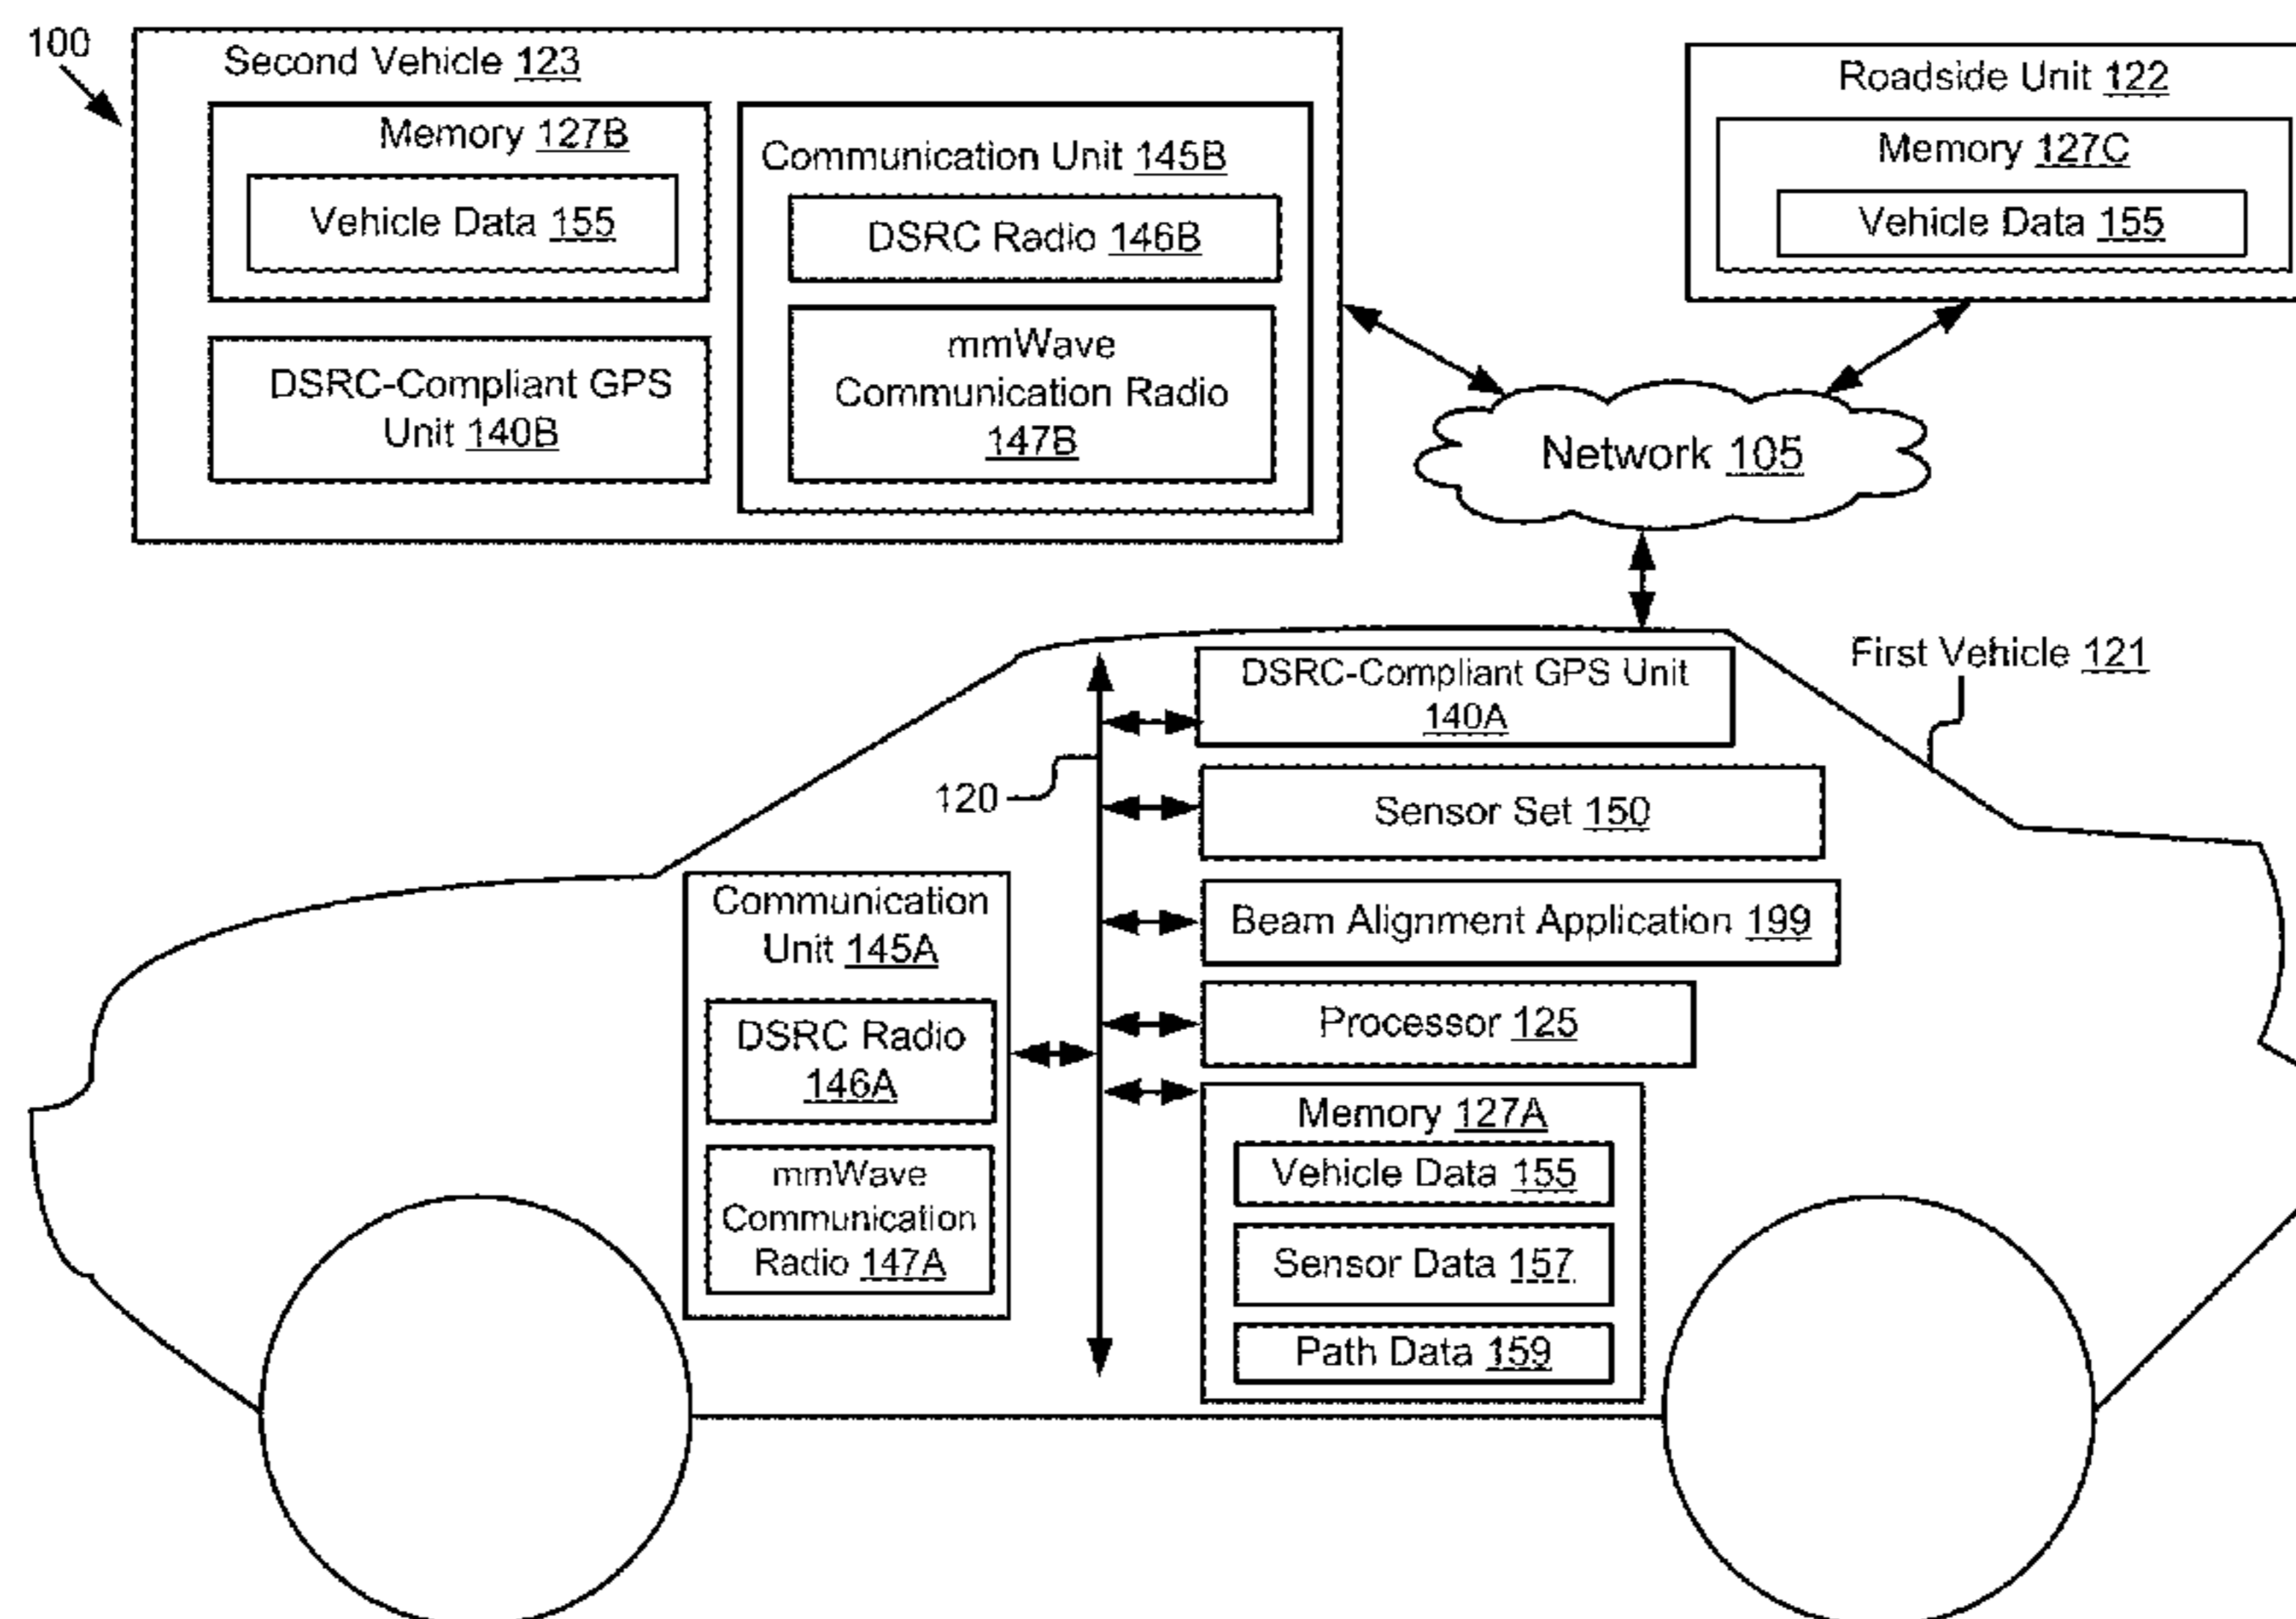 100
Second Vehicle 123
Memory 127B
Vehicle Data 155
DSRC-Compliant GPS
Unit 140B
Communication Unit 145B
DSRC Radio 146B
mmWave
Communication Radio
147B
Roadside Unit 122
Memory 127C
Vehicle Data 155
Network 105
First Vehicle 121
DSRC-Compliant GPS Unit
140A
120
Sensor Set 150
Beam Alignment Application 199
Processor 125
Communication
Unit 145A
DSRC Radio
146A
mmWave
Communication
Radio 147A
Memory 127A
Vehicle Data 155
Sensor Data 157
Path Data 159